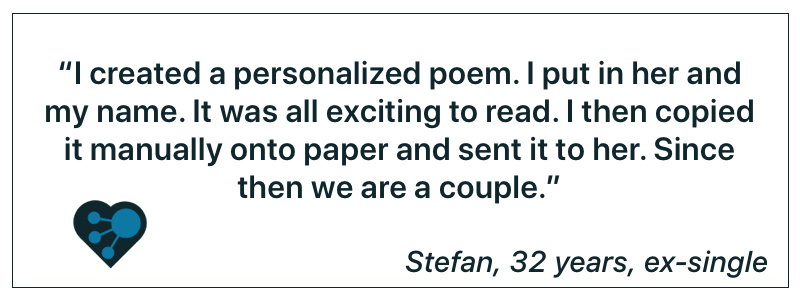 “I created a personalized poem. I put in her and
my name. It was all exciting to read. I then copied
it manually onto paper and sent it to her. Since
then we are a couple.”
Stefan, 32 years, ex-single